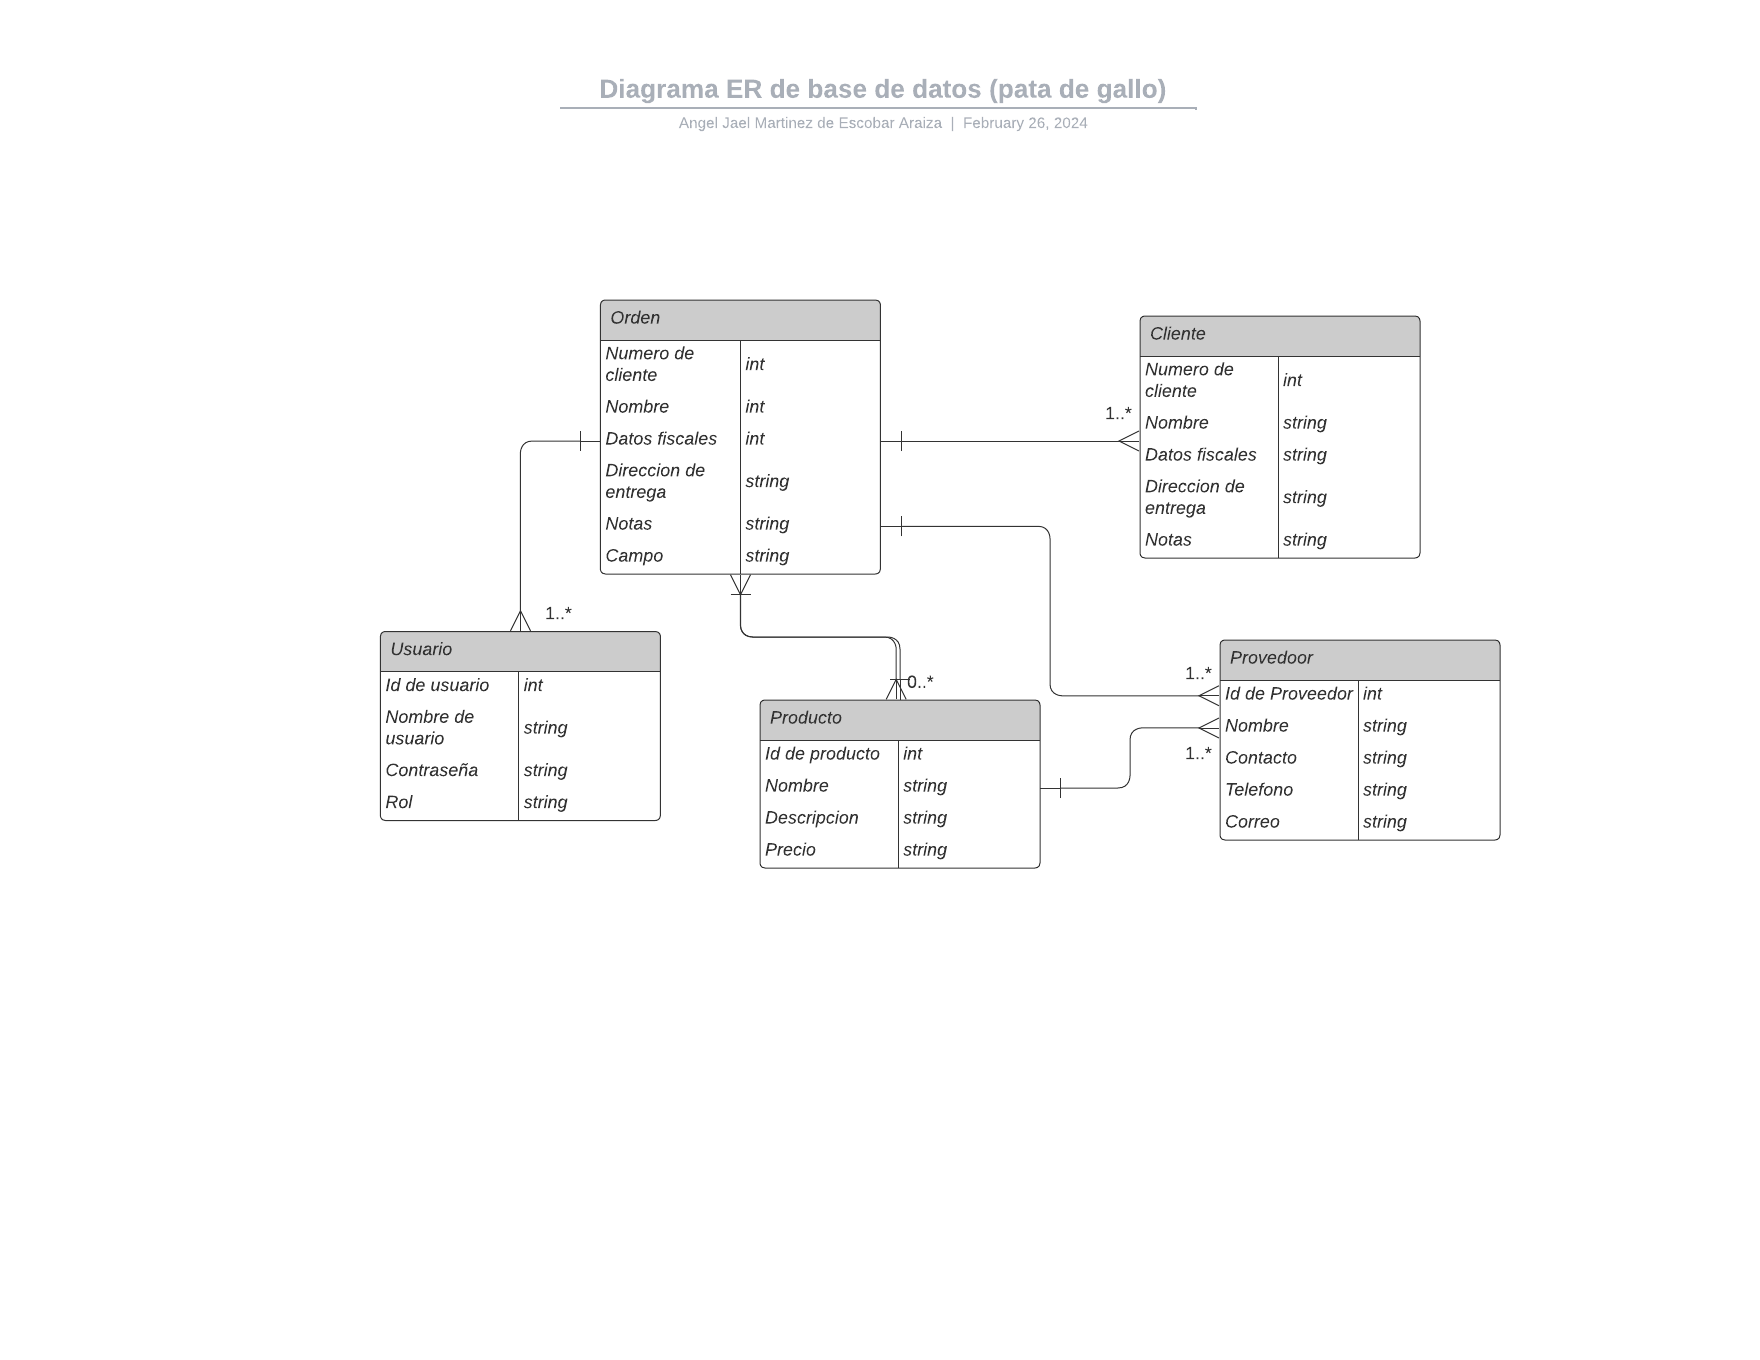 Diagrama ER de base de datos (pata de gallo)
Angel Jael Martinez de Escobar Araiza | February 26, 2024
Orden
Numero de
cliente
int
Nombre int
Datos fiscales int
Direccion de
entrega
string
Notas string
Campo string
Cliente
Numero de
cliente
int
Nombre string
Datos fiscales string
Direccion de
entrega
string
Notas string
1..*
1..*
Usuario
Id de usuario int
Nombre de
usuario
string
Contraseña string
Rol string
0..*
Producto
Id de producto int
Nombre string
Descripcion string
Precio string
1..*
1..*
Provedoor
Id de Proveedor int
Nombre string
Contacto string
Telefono string
Correo string